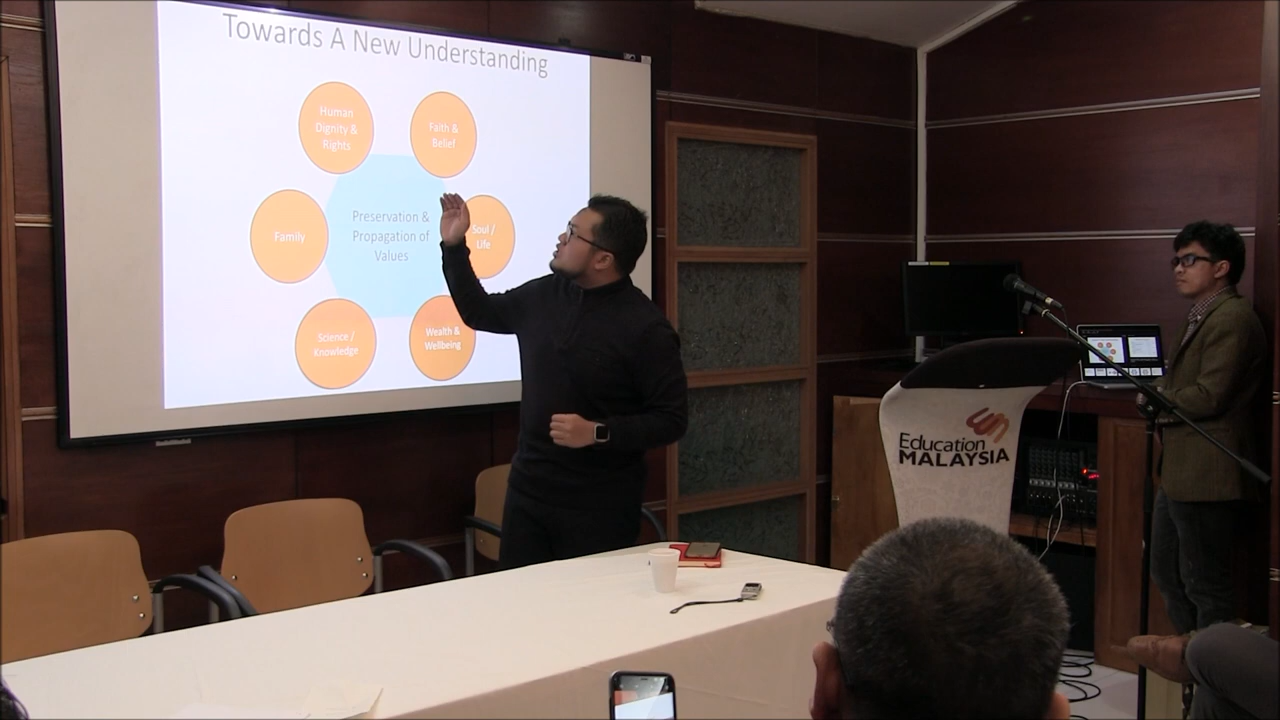 Towards A New Understanding
Human
Dignity &
Rights
Faith &
Belief
Family
Preservation &
Propagation of
Values
Soul /
Life
Science /
Knowledge
Wealth &
Wellbeing
Education
MALAYSIA